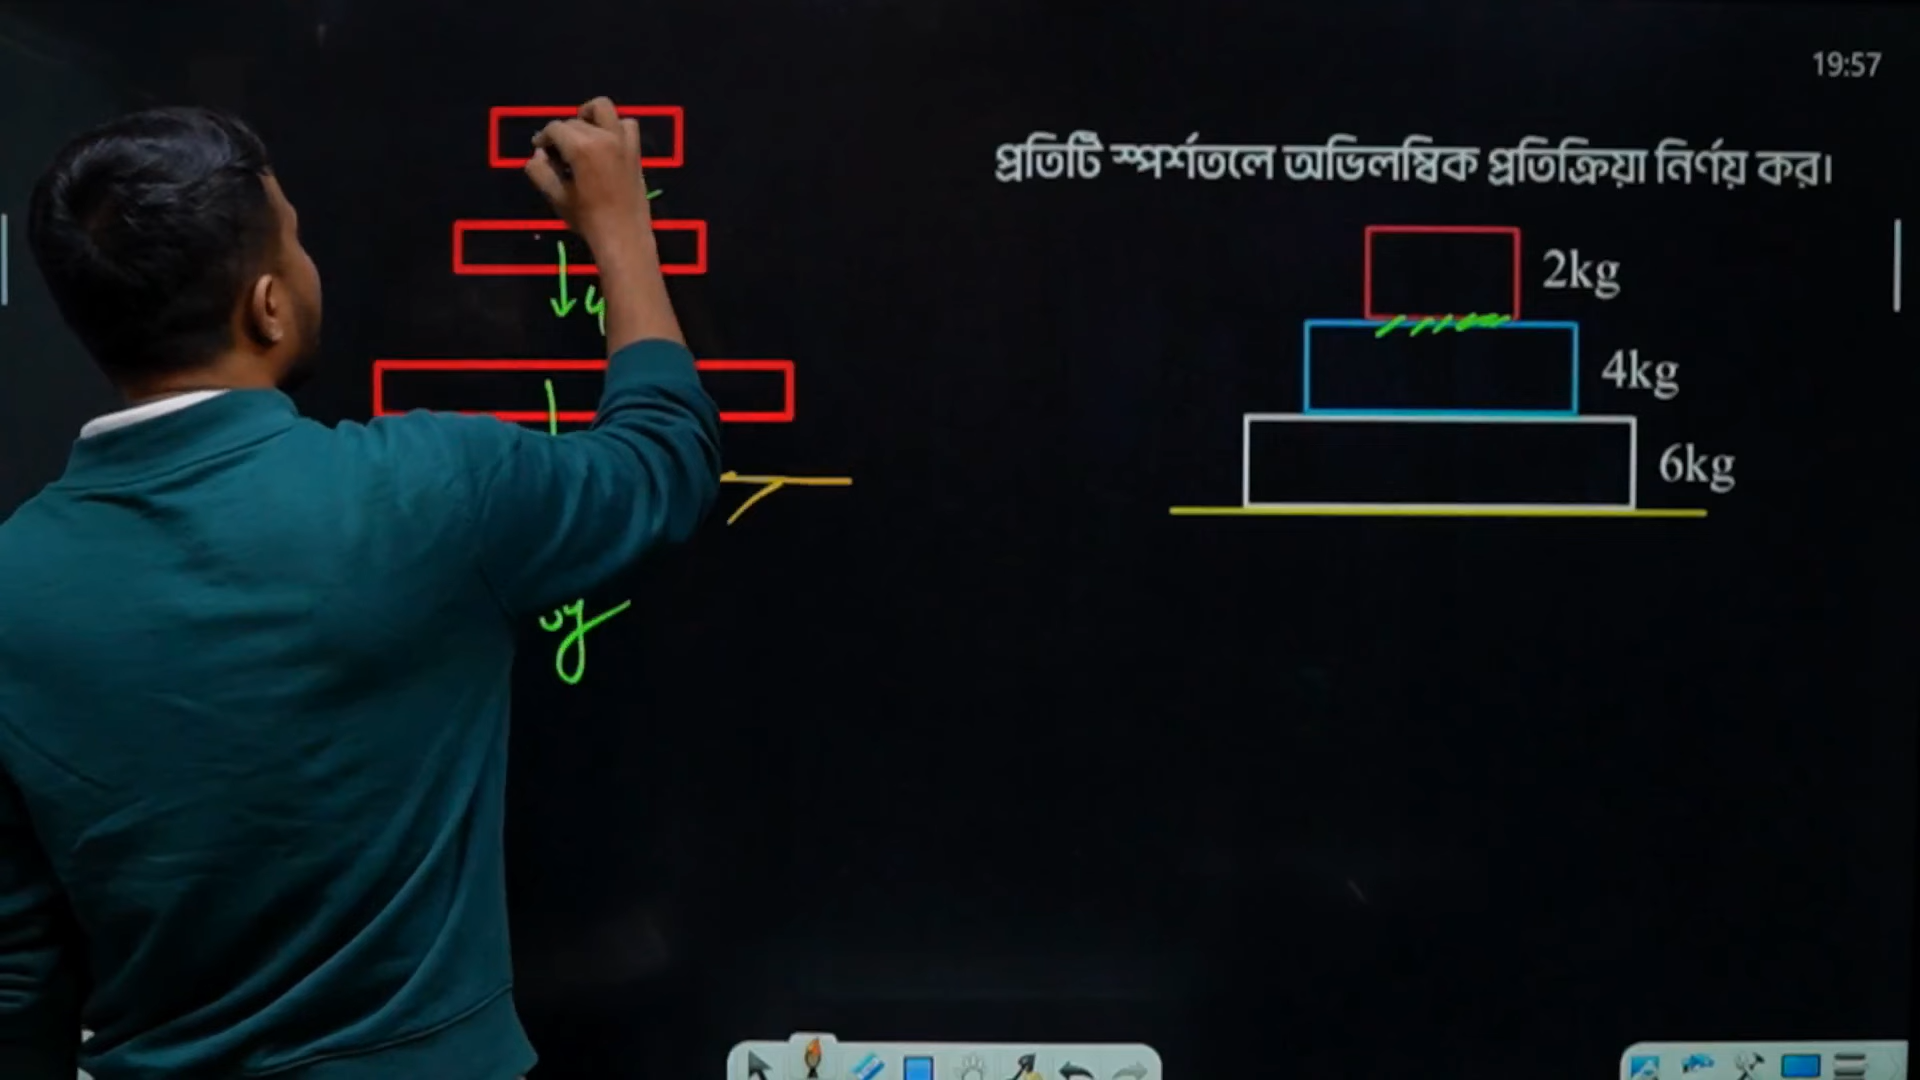 19:57
প্রতিটি স্পর্শতলে অভিলম্বিক প্রতিক্রিয়া নির্ণয় কর।
2kg
4kg
6kg